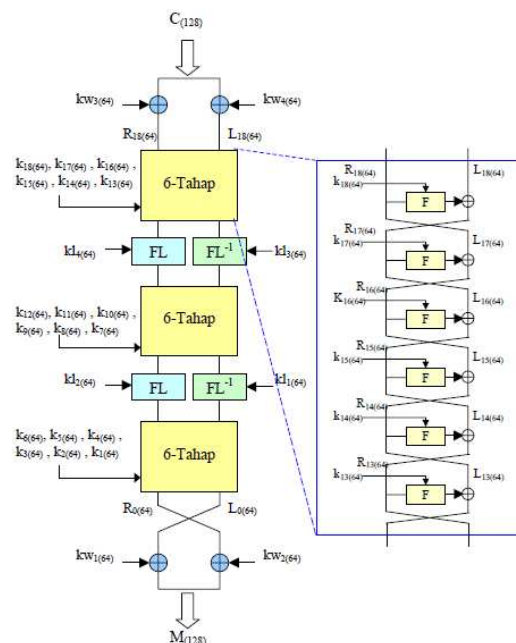 C(128)
kw3(64)
kw4(64)
R18(64)
L18(64)
k18(64), k17(64) , k16(64) ,
k15(64) , k14(64) , k13(64)
6-Tahap
kl4(64)
FL
FL-1
kl3(64)
k12(64) , k11(64) , k10(64) ,
k9(64) , k8(64) , k7(64)
6-Tahap
kl2(64)
FL
FL-1
kl1(64)
k6(64), k5(64) , k4(64) ,
k3(64) , k2(64) , k1(64)
6-Tahap
R0(64)
L0(64)
kw1(64)
kw2(64)
M(128)
R18(64)
L18(64)
k18(64)
F
R17(64)
L17(64)
k17(64)
F
R16(64)
L16(64)
K16(64)
F
R15(64)
L15(64)
k15(64)
F
R14(64)
L14(64)
k14(64)
F
R13(64)
L13(64)
k13(64)
F